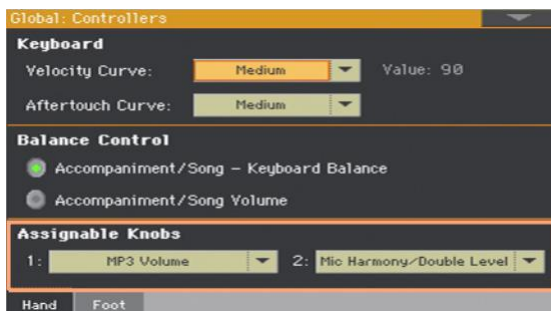 Global: Controllers
Keyboard
Velocity Curve: Medium Value: 90
Aftertouch Curve: Medium
Balance Control
Accompaniment/Song - Keyboard Balance
Accompaniment/Song Volume
Assignable Knobs
1: MP3 Volume 2: Mic Harmony/Double Level
Hand Foot